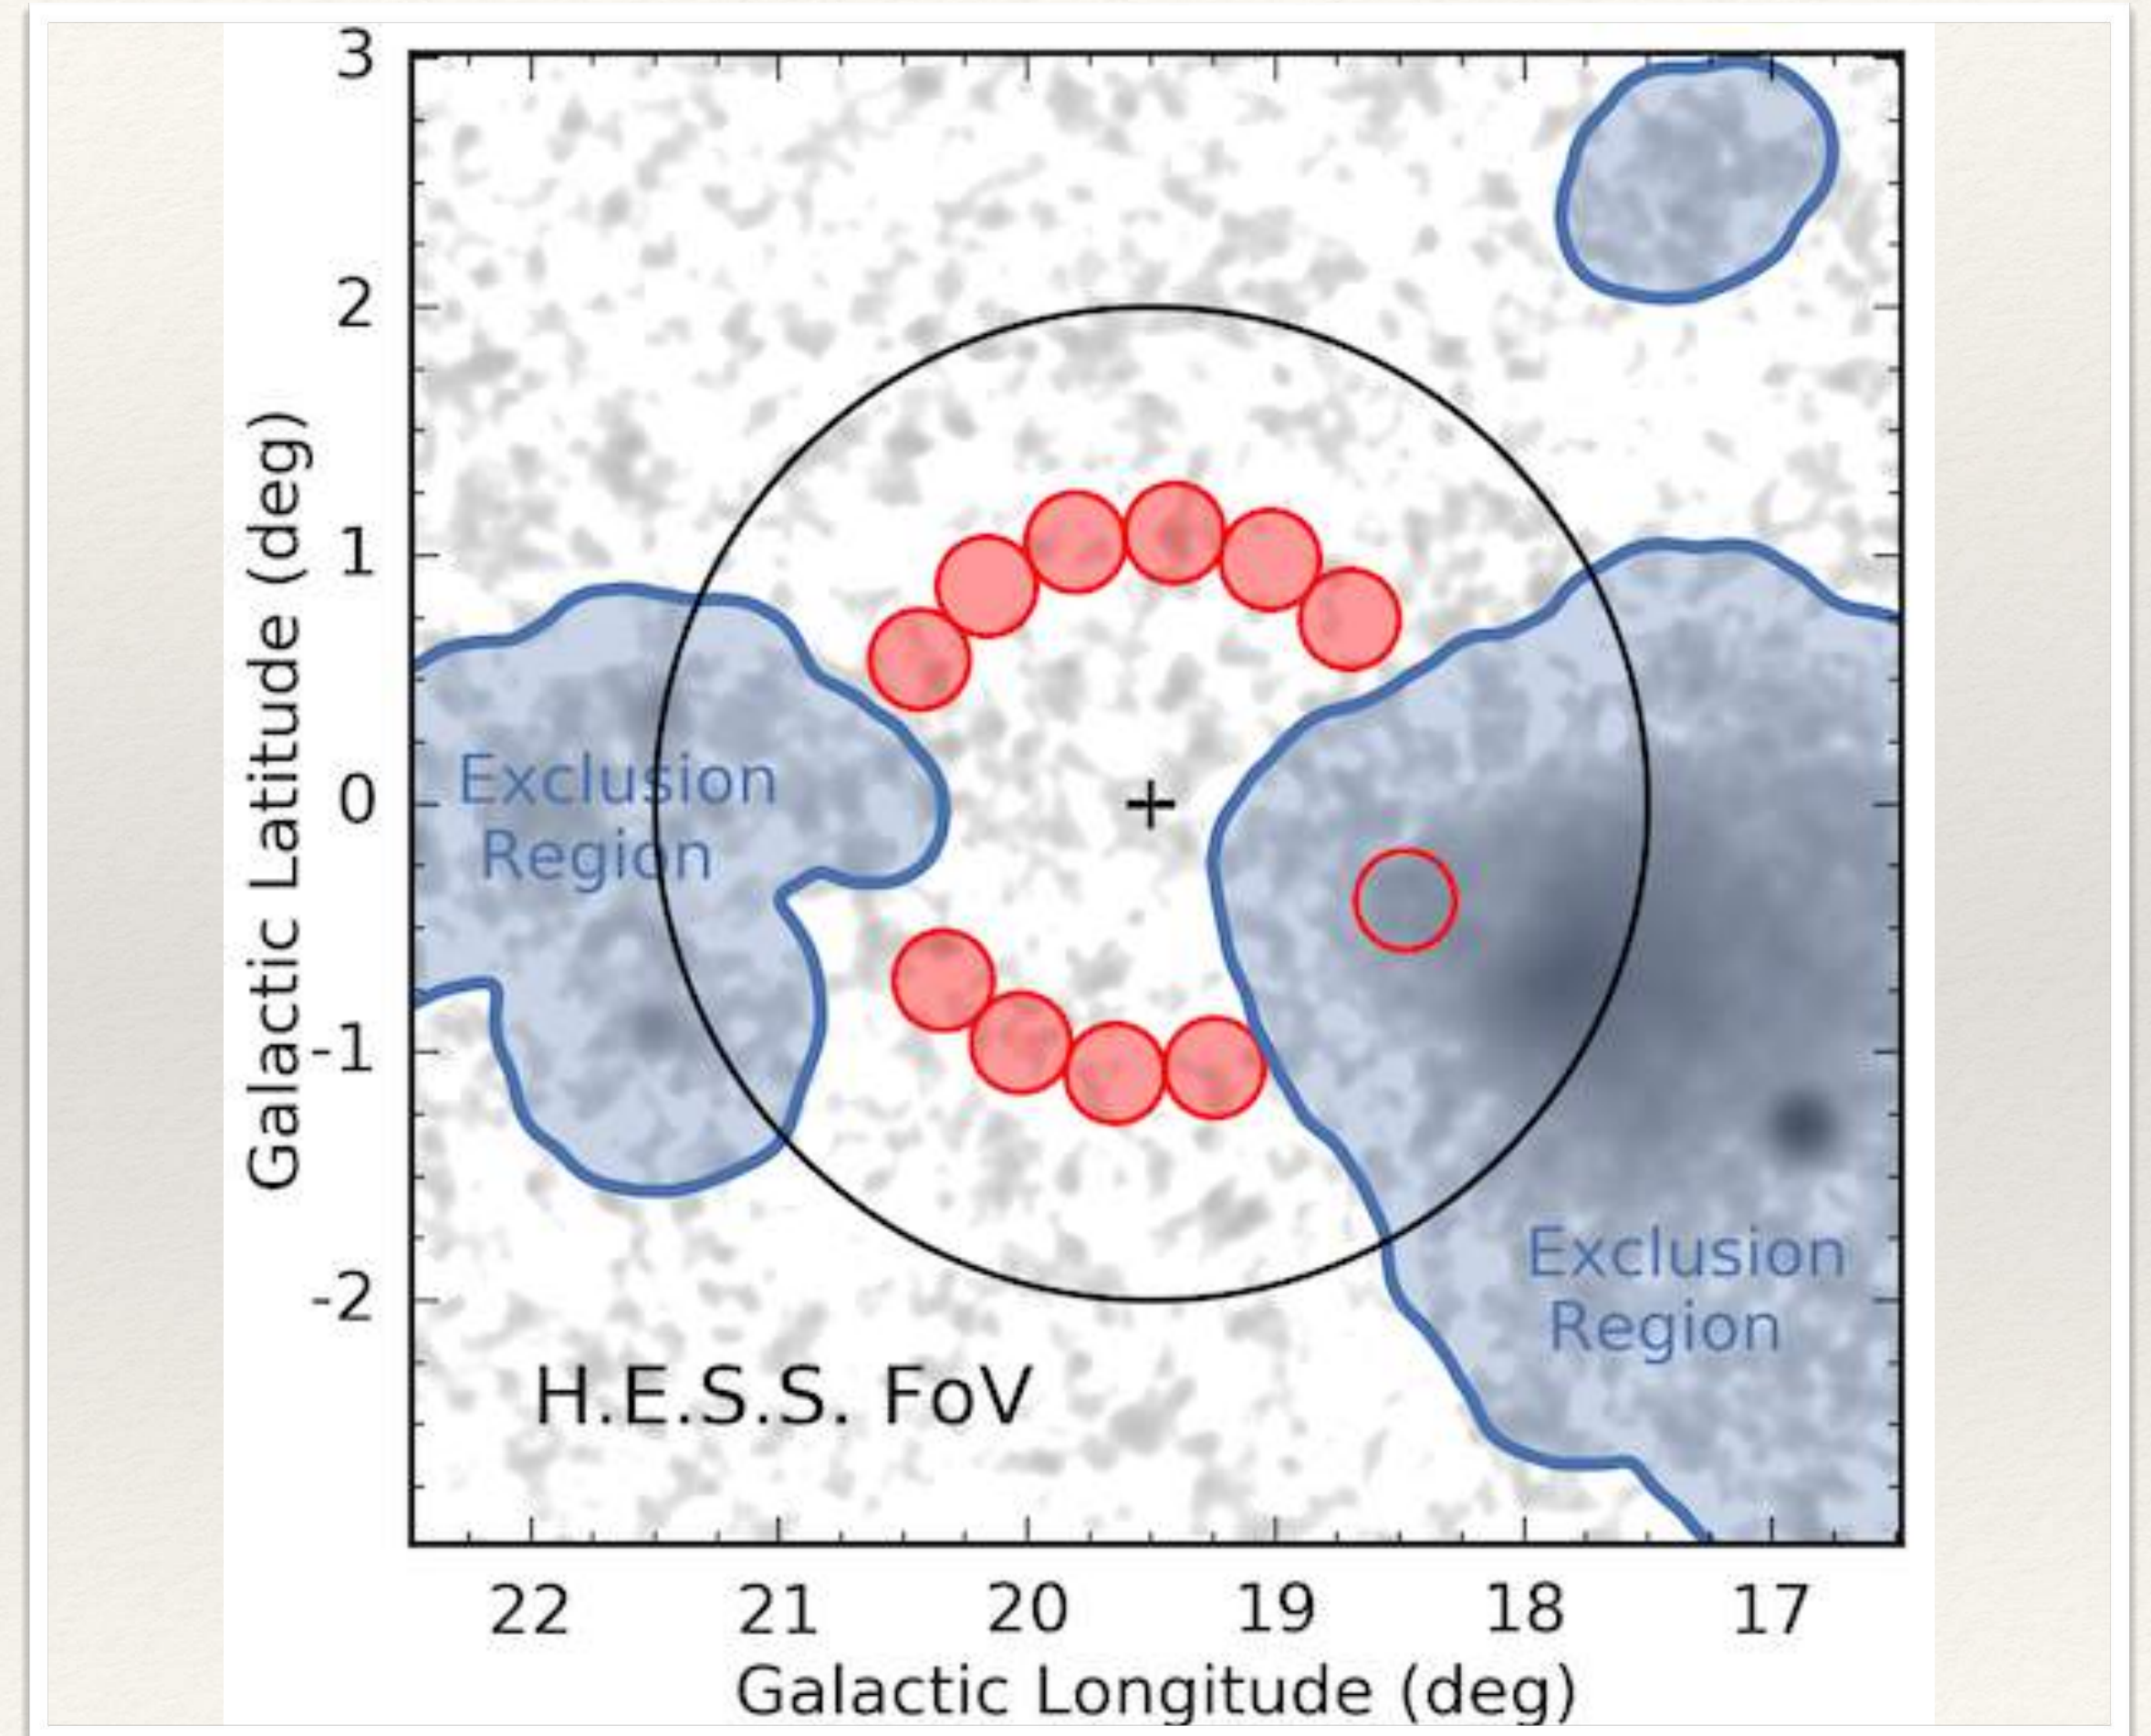 3
2
1
0
-1
-2
Galactic Latitude (deg)
Exclusion
Region
Exclusion
Region
H.E.S.S. FoV
22 21 20 19 18 17
Galactic Longitude (deg)